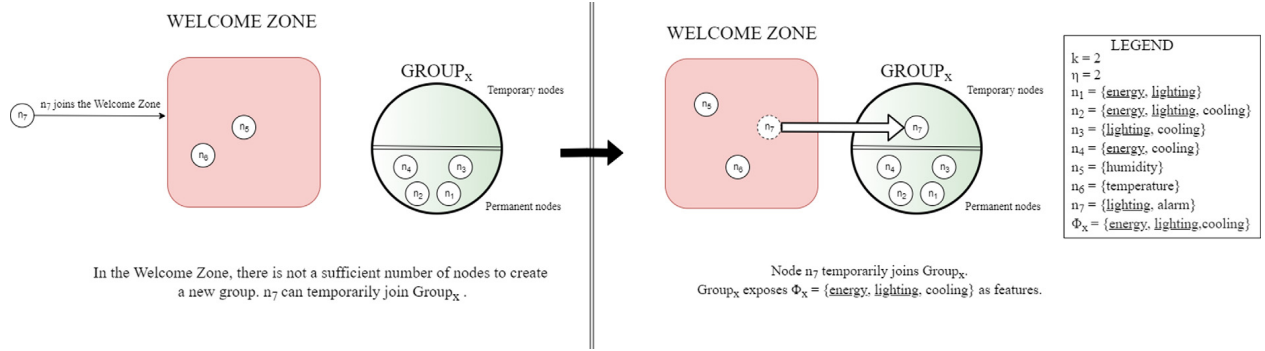 WELCOME ZONE
GROUPₓ
Temporary nodes
n₇
n₇ joins the Welcome Zone
n₅
n₆
n₄
n₃
n₂
n₁
Permanent nodes
In the Welcome Zone, there is not a sufficient number of nodes to create
a new group. n₇ can temporarily join Groupₓ .
WELCOME ZONE
GROUPₓ
Temporary nodes
n₅
n₇
n₇
n₆
n₄
n₃
n₂
n₁
Permanent nodes
Node n₇ temporarily joins Groupₓ.
Groupₓ exposes Φₓ = {energy, lighting, cooling} as features.
LEGEND
k = 2
η = 2
n₁ = {energy, lighting}
n₂ = {energy, lighting, cooling}
n₃ = {lighting, cooling}
n₄ = {energy, cooling}
n₅ = {humidity}
n₆ = {temperature}
n₇ = {lighting, alarm}
Φₓ = {energy, lighting,cooling}